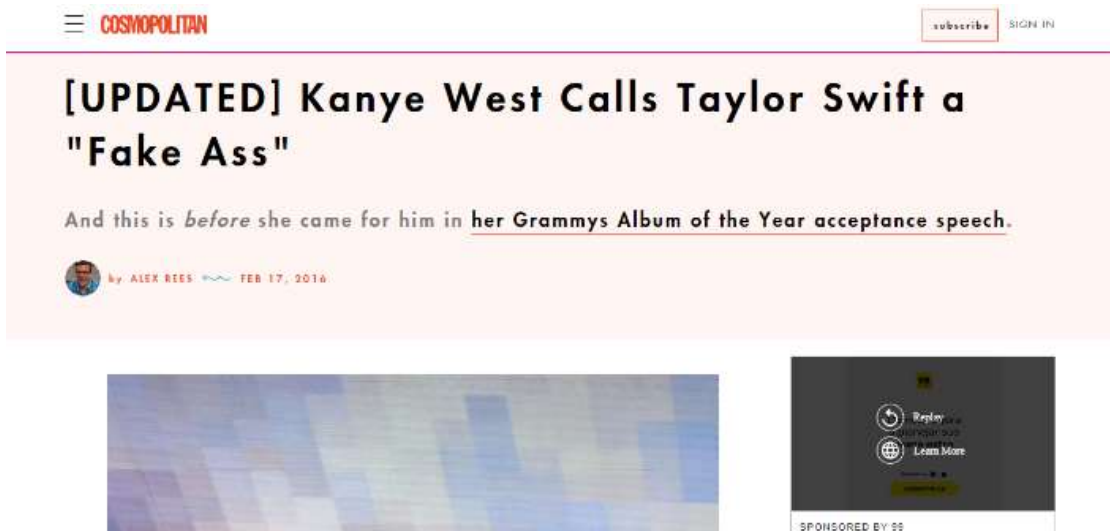 COSMOPOLITAN
subscribe
SIGN IN
[UPDATED] Kanye West Calls Taylor Swift a
"Fake Ass"
And this is before she came for him in her Grammys Album of the Year acceptance speech.
by ALEX REES
FEB 17, 2016
Replay
Learn More
SPONSORED BY 99